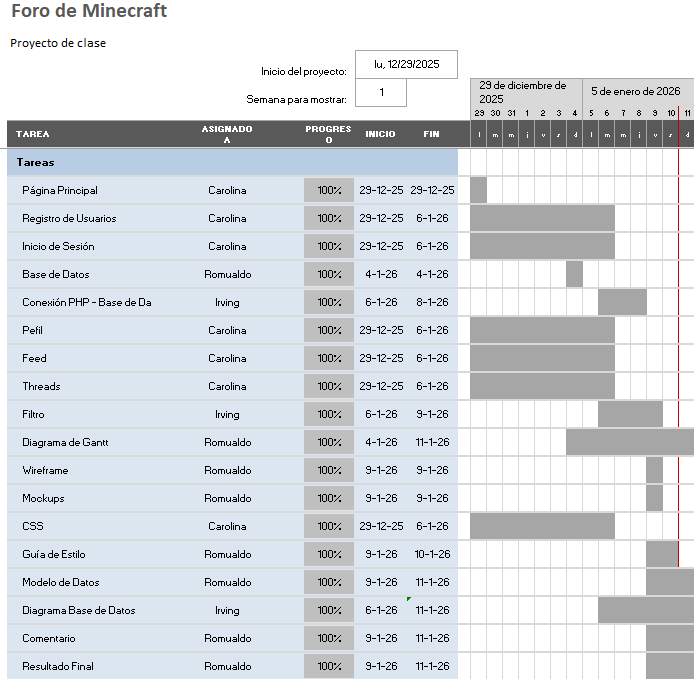 Foro de Minecraft
Proyecto de clase
Inicio del proyecto: lu, 12/29/2025
Semana para mostrar: 1
29 de diciembre de 2025 5 de enero de 2026
29 30 31 1 2 3 4 5 6 7 8 9 10 11
TAREA ASIGNADO A PROGRESO INICIO FIN l m m j v s d l m m j v s d
Tareas
Página Principal Carolina 100% 29-12-25 29-12-25
Registro de Usuarios Carolina 100% 29-12-25 6-1-26
Inicio de Sesión Carolina 100% 29-12-25 6-1-26
Base de Datos Romualdo 100% 4-1-26 4-1-26
Conexión PHP - Base de Da Irving 100% 6-1-26 8-1-26
Pefil Carolina 100% 29-12-25 6-1-26
Feed Carolina 100% 29-12-25 6-1-26
Threads Carolina 100% 29-12-25 6-1-26
Filtro Irving 100% 6-1-26 9-1-26
Diagrama de Gantt Romualdo 100% 4-1-26 11-1-26
Wireframe Romualdo 100% 9-1-26 9-1-26
Mockups Romualdo 100% 9-1-26 9-1-26
CSS Carolina 100% 29-12-25 6-1-26
Guía de Estilo Romualdo 100% 9-1-26 10-1-26
Modelo de Datos Romualdo 100% 9-1-26 11-1-26
Diagrama Base de Datos Irving 100% 6-1-26 11-1-26
Comentario Romualdo 100% 9-1-26 11-1-26
Resultado Final Romualdo 100% 9-1-26 11-1-26